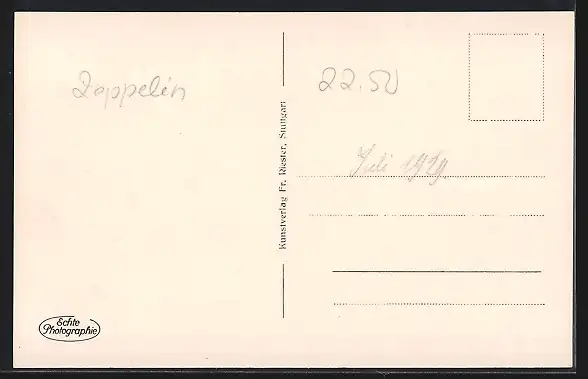 Zeppelin
22.50
Juli 1929
Kunstverlag Fr. Riester, Stuttgart
Echte
Photographie